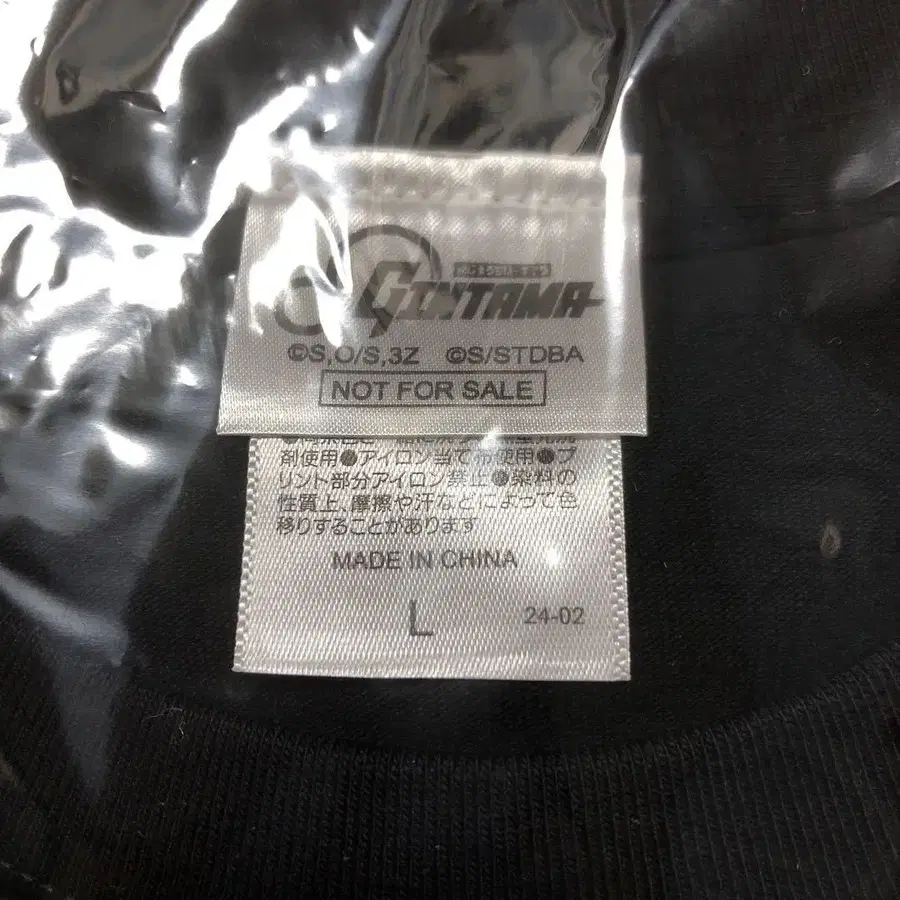 GINTAMA
©S,O/S,3Z ©S/STDBA
NOT FOR SALE
剤使用●アイロン当て布使用●プ
リント部分アイロン禁止●染料の
性質上、摩擦や汗などによって色
移りすることがあります
MADE IN CHINA
L 24-02